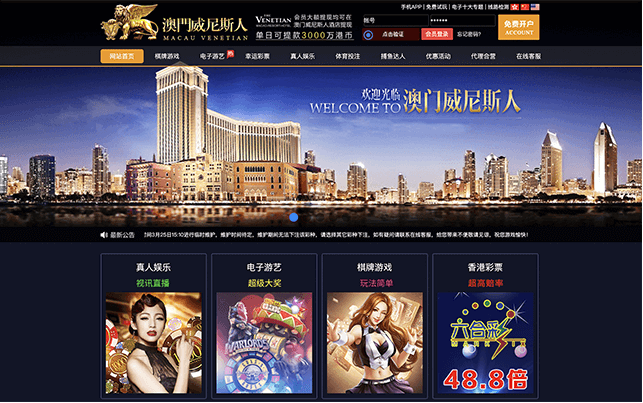 手机APP | 免费试玩 | 电子十大专题 | 线路检测
澳門威尼斯人
MACAU VENETIAN
THE VENETIAN
会员大额提现均可在
澳门威尼斯人酒店提现
单日可提款3000万港币
账号
******
免费开户
ACCOUNT
点击验证
会员登录
忘记密码?
网站首页
棋牌游戏
电子游艺
幸运彩票
真人娱乐
体育投注
捕鱼达人
优惠活动
代理合营
在线客服
欢迎光临
WELCOME TO 澳门威尼斯人
最新公告
3月25日15:10进行临时维护，维护时间待定，维护期间无法下注该彩种，请选择其它彩种下注，如有疑问请联系在线客服，给您带来不便敬请见谅，祝您游戏愉快！
真人娱乐
视讯直播
电子游艺
超级大奖
棋牌游戏
玩法简单
香港彩票
超高赔率
WARLORDS
六合彩
MARK SIX
48.8倍